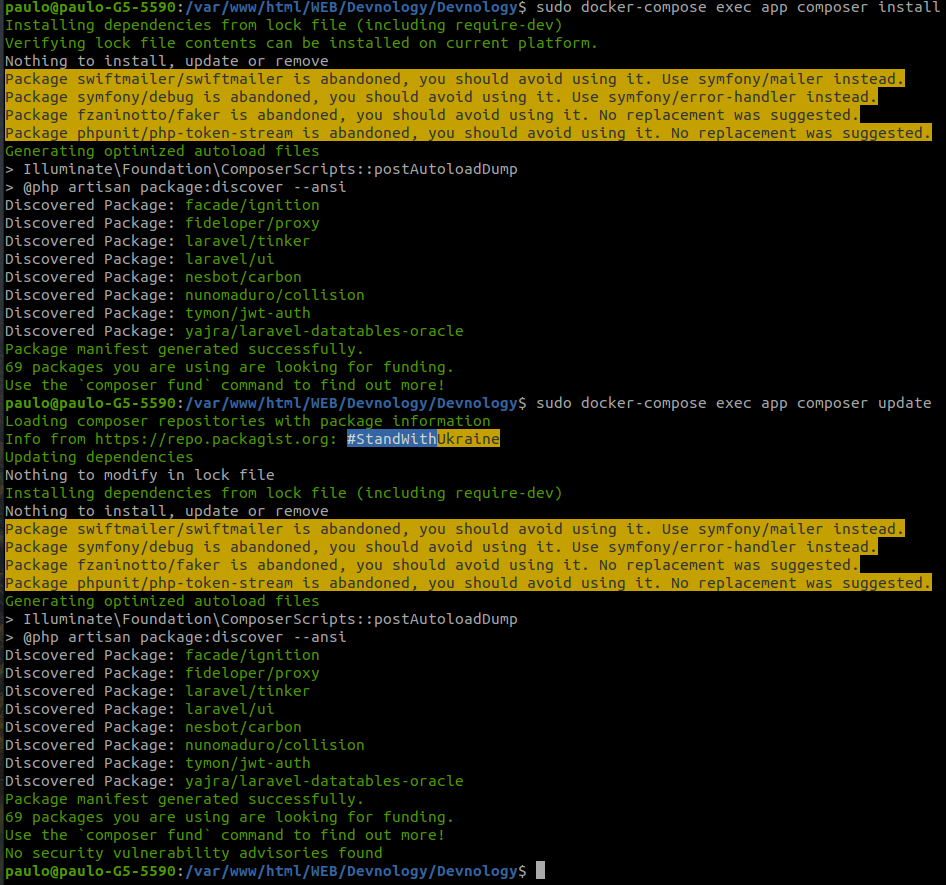 paulo@paulo-G5-5590:/var/www/html/WEB/Devnology/Devnology$ sudo docker-compose exec app composer install
Installing dependencies from lock file (including require-dev)
Verifying lock file contents can be installed on current platform.
Nothing to install, update or remove
Package swiftmailer/swiftmailer is abandoned, you should avoid using it. Use symfony/mailer instead.
Package symfony/debug is abandoned, you should avoid using it. Use symfony/error-handler instead.
Package fzaninotto/faker is abandoned, you should avoid using it. No replacement was suggested.
Package phpunit/php-token-stream is abandoned, you should avoid using it. No replacement was suggested.
Generating optimized autoload files
> Illuminate\Foundation\ComposerScripts::postAutoloadDump
> @php artisan package:discover --ansi
Discovered Package: facade/ignition
Discovered Package: fideloper/proxy
Discovered Package: laravel/tinker
Discovered Package: laravel/ui
Discovered Package: nesbot/carbon
Discovered Package: nunomaduro/collision
Discovered Package: tymon/jwt-auth
Discovered Package: yajra/laravel-datatables-oracle
Package manifest generated successfully.
69 packages you are using are looking for funding.
Use the `composer fund` command to find out more!
paulo@paulo-G5-5590:/var/www/html/WEB/Devnology/Devnology$ sudo docker-compose exec app composer update
Loading composer repositories with package information
Info from https://repo.packagist.org: #StandWithUkraine
Updating dependencies
Nothing to modify in lock file
Installing dependencies from lock file (including require-dev)
Nothing to install, update or remove
Package swiftmailer/swiftmailer is abandoned, you should avoid using it. Use symfony/mailer instead.
Package symfony/debug is abandoned, you should avoid using it. Use symfony/error-handler instead.
Package fzaninotto/faker is abandoned, you should avoid using it. No replacement was suggested.
Package phpunit/php-token-stream is abandoned, you should avoid using it. No replacement was suggested.
Generating optimized autoload files
> Illuminate\Foundation\ComposerScripts::postAutoloadDump
> @php artisan package:discover --ansi
Discovered Package: facade/ignition
Discovered Package: fideloper/proxy
Discovered Package: laravel/tinker
Discovered Package: laravel/ui
Discovered Package: nesbot/carbon
Discovered Package: nunomaduro/collision
Discovered Package: tymon/jwt-auth
Discovered Package: yajra/laravel-datatables-oracle
Package manifest generated successfully.
69 packages you are using are looking for funding.
Use the `composer fund` command to find out more!
No security vulnerability advisories found
paulo@paulo-G5-5590:/var/www/html/WEB/Devnology/Devnology$